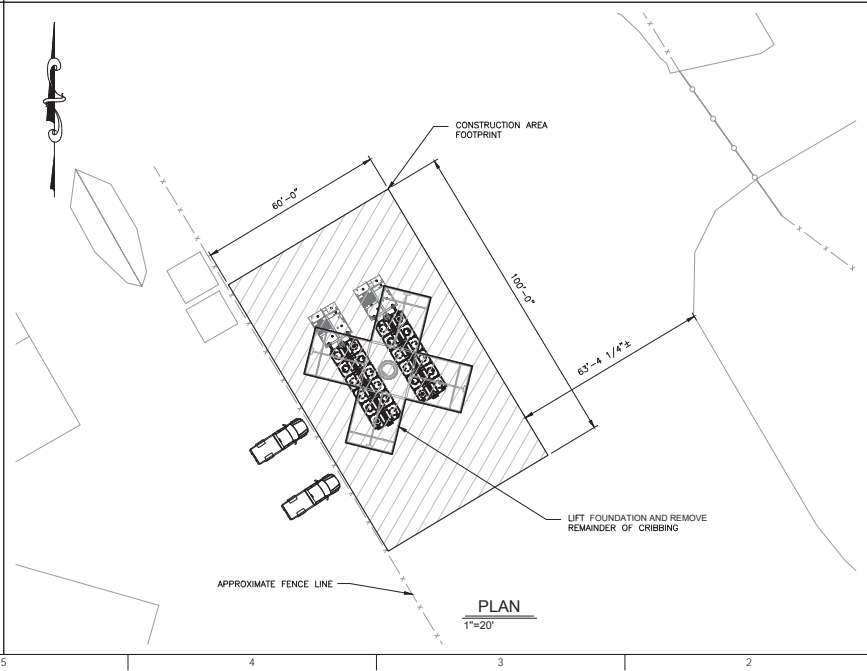 CONSTRUCTION AREA
FOOTPRINT
60'-0"
100'-0"
63'-4 1/4"±
LIFT FOUNDATION AND REMOVE
REMAINDER OF CRIBBING
APPROXIMATE FENCE LINE
PLAN
1"=20'
5
4
3
2